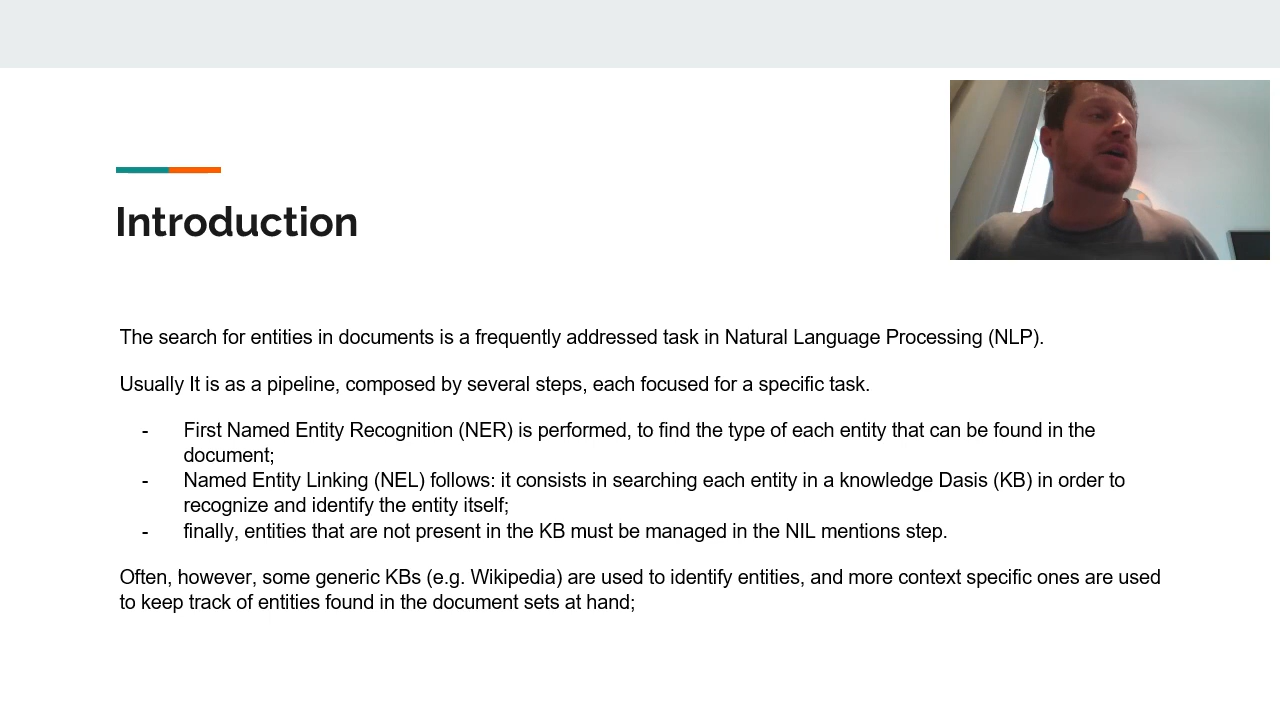 Introduction
The search for entities in documents is a frequently addressed task in Natural Language Processing (NLP).
Usually It is as a pipeline, composed by several steps, each focused for a specific task.
- First Named Entity Recognition (NER) is performed, to find the type of each entity that can be found in the
document;
- Named Entity Linking (NEL) follows: it consists in searching each entity in a knowledge Dasis (KB) in order to
recognize and identify the entity itself;
- finally, entities that are not present in the KB must be managed in the NIL mentions step.
Often, however, some generic KBs (e.g. Wikipedia) are used to identify entities, and more context specific ones are used
to keep track of entities found in the document sets at hand;